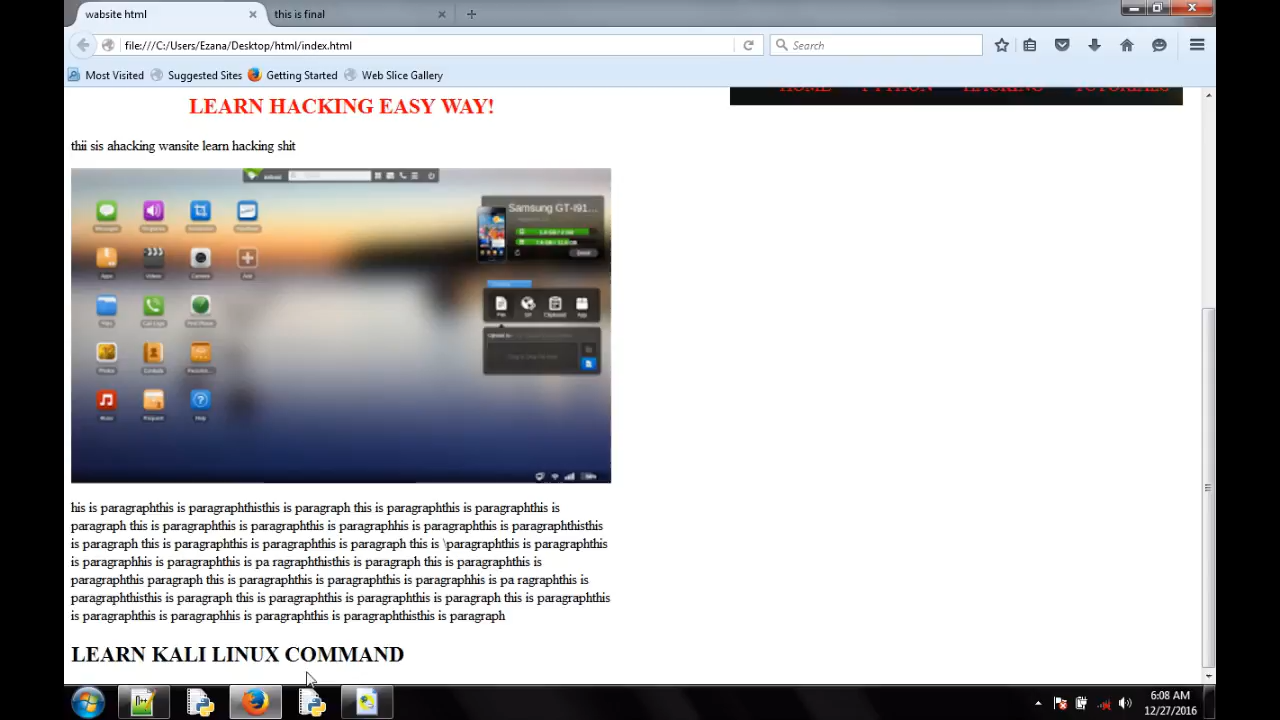 wabsite html
this is final
file:///C:/Users/Ezana/Desktop/html/index.html
Search
Most Visited
Suggested Sites
Getting Started
Web Slice Gallery
HOME PYTHON HACKING TUTORIALS
LEARN HACKING EASY WAY!
thii sis ahacking wansite learn hacking shit
Samsung GT-I91...
his is paragraphthis is paragraphthisthis is paragraph this is paragraphthis is paragraphthis is
paragraph this is paragraphthis is paragraphthis is paragraphhis is paragraphthis is paragraphthisthis
is paragraph this is paragraphthis is paragraphthis is paragraph this is \paragraphthis is paragraphthis
is paragraphhis is paragraphthis is pa ragraphthisthis is paragraph this is paragraphthis is
paragraphthis paragraph this is paragraphthis is paragraphthis is paragraphhis is pa ragraphthis is
paragraphthisthis is paragraph this is paragraphthis is paragraphthis is paragraph this is paragraphthis
is paragraphthis is paragraphhis is paragraphthis is paragraphthisthis is paragraph
LEARN KALI LINUX COMMAND
6:08 AM
12/27/2016